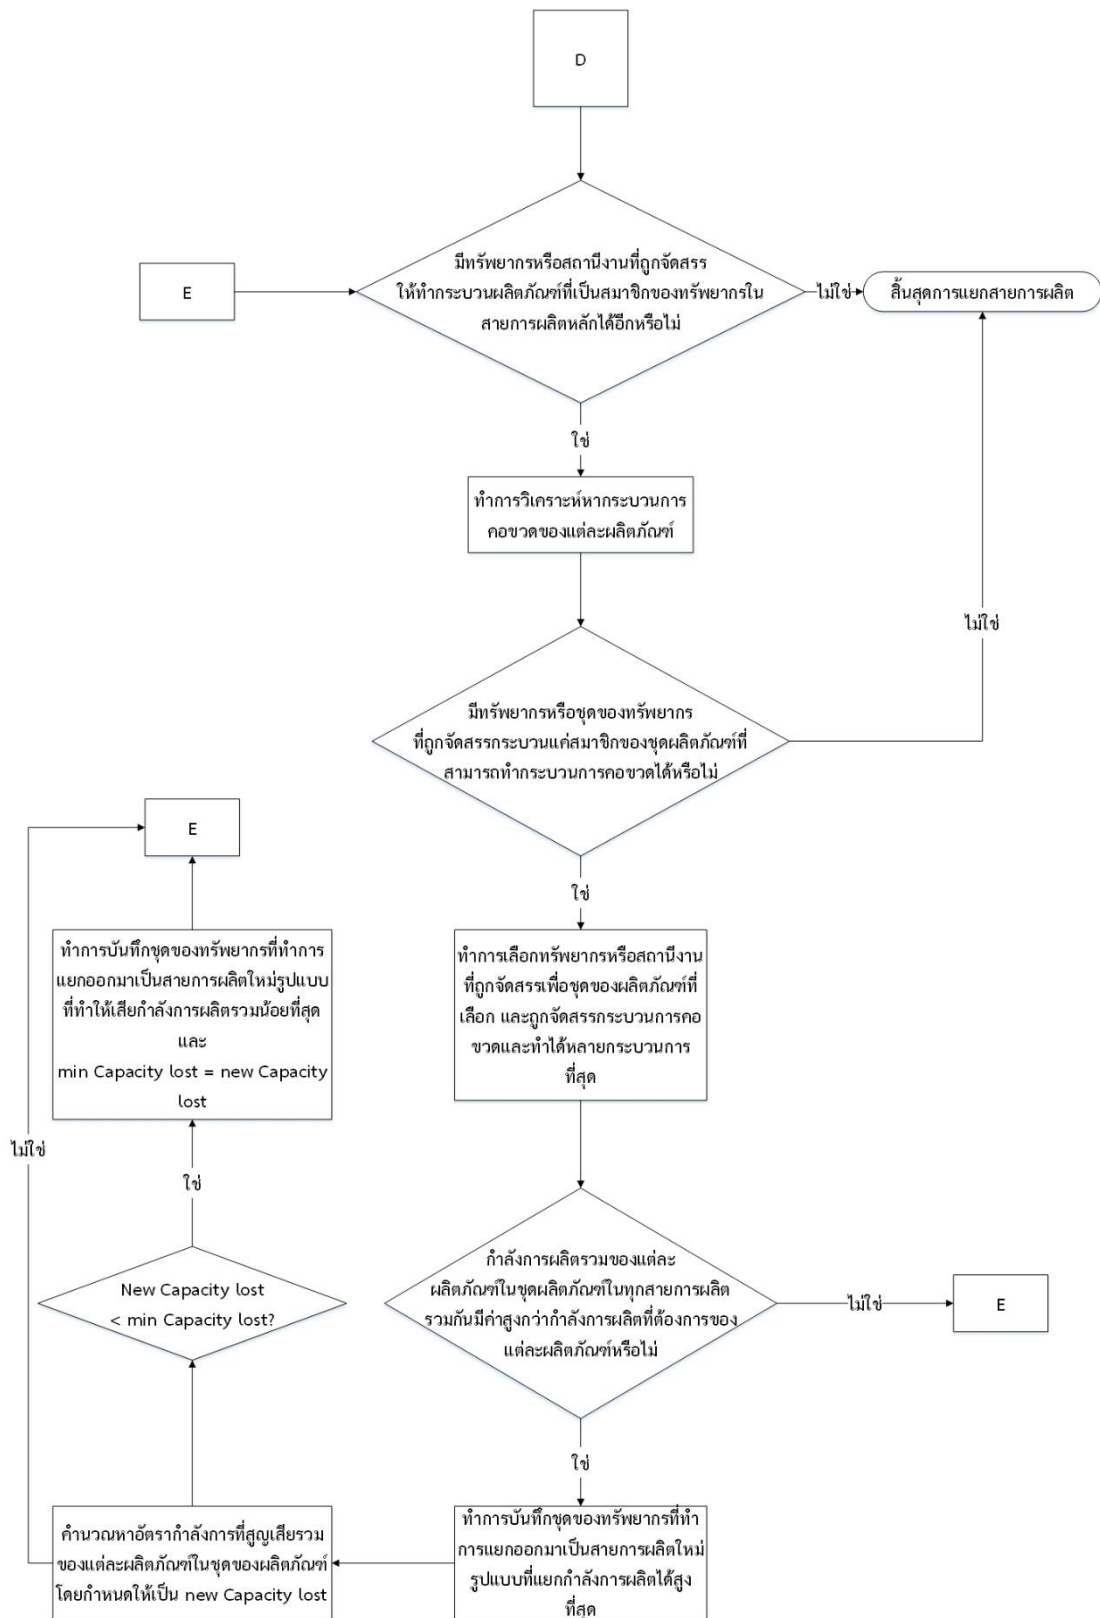 D
มีทรัพยากรหรือสถานีงานที่ถูกจัดสรร
ให้ทำกระบวนผลิตภัณฑ์ที่เป็นสมาชิกของทรัพยากรใน
สายการผลิตหลักได้อีกหรือไม่
E
ไม่ใช่
สิ้นสุดการแยกสายการผลิต
ใช่
ทำการวิเคราะห์หากระบวนการ
คอขวดของแต่ละผลิตภัณฑ์
ไม่ใช่
มีทรัพยากรหรือชุดของทรัพยากร
ที่ถูกจัดสรรกระบวนแค่สมาชิกของชุดผลิตภัณฑ์ที่
สามารถทำกระบวนการคอขวดได้หรือไม่
E
ใช่
ทำการเลือกทรัพยากรหรือสถานีงาน
ที่ถูกจัดสรรเพื่อชุดของผลิตภัณฑ์ที่
เลือก และถูกจัดสรรกระบวนการคอ
ขวดและทำได้หลายกระบวนการ
ที่สุด
ทำการบันทึกชุดของทรัพยากรที่ทำการ
แยกออกมาเป็นสายการผลิตใหม่รูปแบบ
ที่ทำให้เสียกำลังการผลิตรวมน้อยที่สุด
และ
min Capacity lost = new Capacity
lost
ไม่ใช่
ใช่
New Capacity lost
< min Capacity lost?
กำลังการผลิตรวมของแต่ละ
ผลิตภัณฑ์ในชุดผลิตภัณฑ์ในทุกสายการผลิต
รวมกันมีค่าสูงกว่ากำลังการผลิตที่ต้องการของ
แต่ละผลิตภัณฑ์หรือไม่
ไม่ใช่
E
ใช่
ทำการบันทึกชุดของทรัพยากรที่ทำ
การแยกออกมาเป็นสายการผลิตใหม่
รูปแบบที่แยกกำลังการผลิตได้สูง
ที่สุด
คำนวณหาอัตรากำลังการที่สูญเสียรวม
ของแต่ละผลิตภัณฑ์ในชุดของผลิตภัณฑ์
โดยกำหนดให้เป็น new Capacity lost